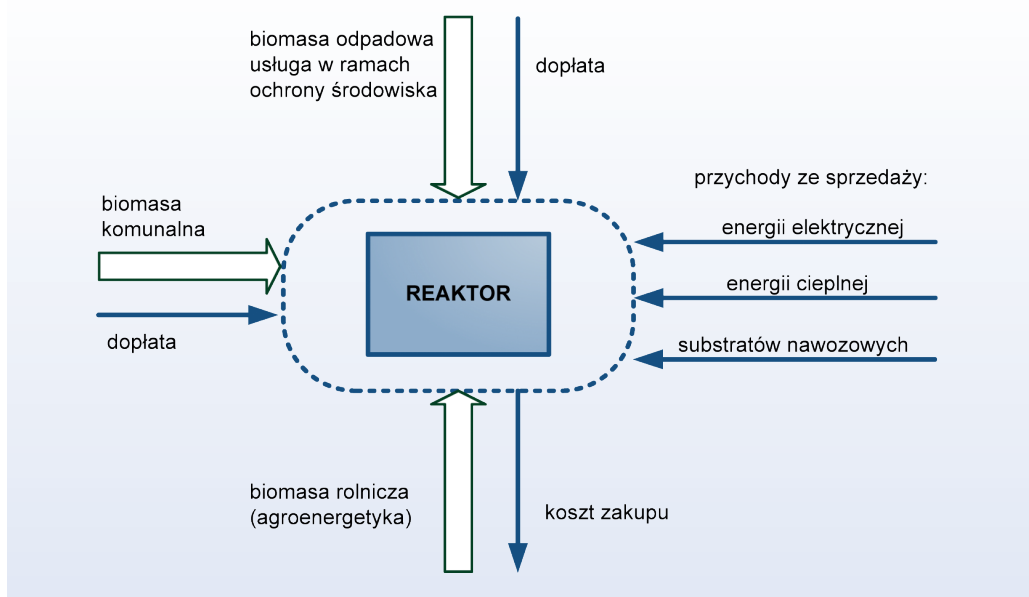 biomasa odpadowa
usługa w ramach
ochrony środowiska
dopłata
przychody ze sprzedaży:
biomasa
komunalna
energii elektrycznej
REAKTOR
energii cieplnej
dopłata
substratów nawozowych
biomasa rolnicza
(agroenergetyka)
koszt zakupu